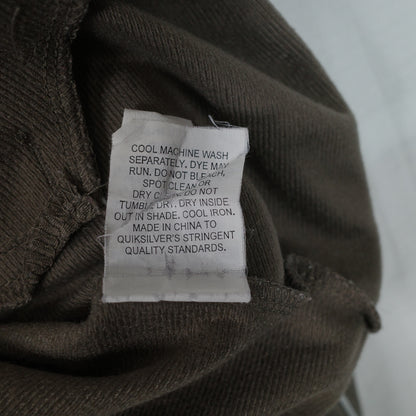 COOL MACHINE WASH
SEPARATELY. DYE MAY
RUN. DO NOT BLEACH,
SPOT CLEAN OR
DRY C. DO NOT
TUMBLE DRY. DRY INSIDE
OUT IN SHADE. COOL IRON.
MADE IN CHINA TO
QUIKSILVER'S STRINGENT
QUALITY STANDARDS.